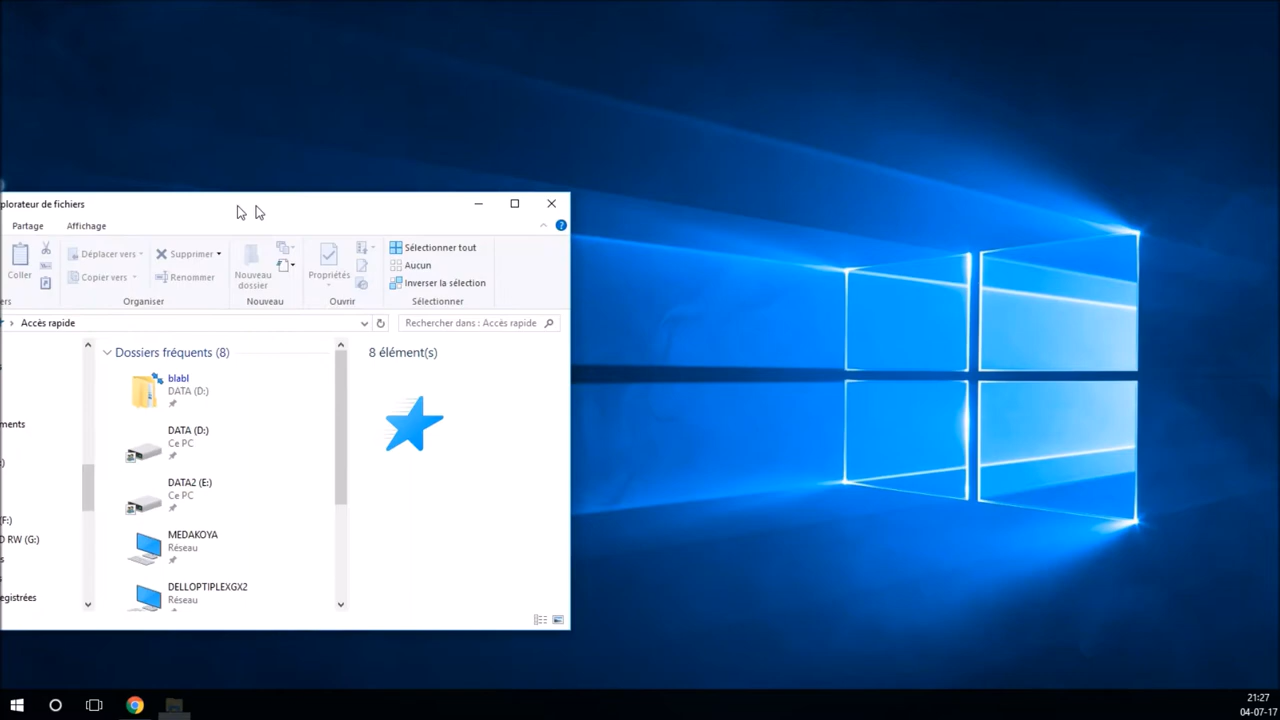 plorateur de fichiers
Partage Affichage
Coller
Déplacer vers
Copier vers
Supprimer
Renommer
Nouveau
dossier
Propriétés
Sélectionner tout
Aucun
Inverser la sélection
ers Organiser Nouveau Ouvrir Sélectionner
Accès rapide
Rechercher dans : Accès rapide
ments
)
(F:)
D RW (G:)
s
egistrées
Dossiers fréquents (8)
blabl
DATA (D:)
DATA (D:)
Ce PC
DATA2 (E:)
Ce PC
MEDAKOYA
Réseau
DELLOPTIPLEXGX2
Réseau
8 élément(s)
21:27
04-07-17